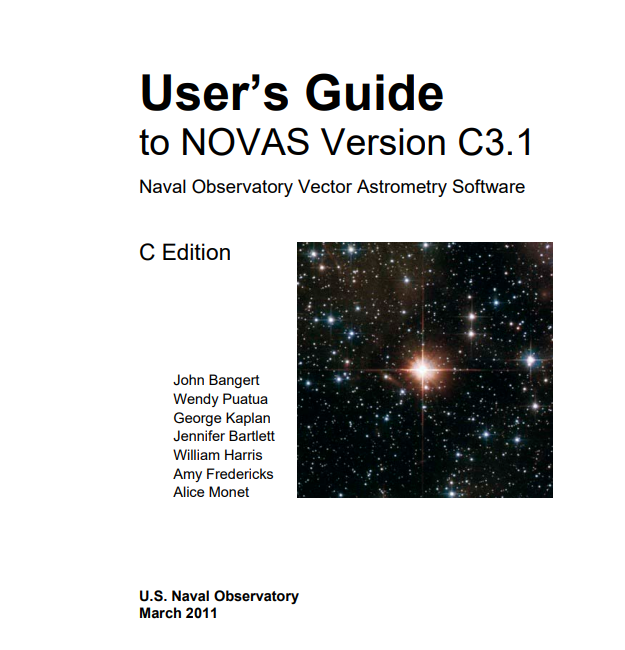 User’s Guide
to NOVAS Version C3.1
Naval Observatory Vector Astrometry Software
C Edition
John Bangert
Wendy Puatua
George Kaplan
Jennifer Bartlett
William Harris
Amy Fredericks
Alice Monet
U.S. Naval Observatory
March 2011